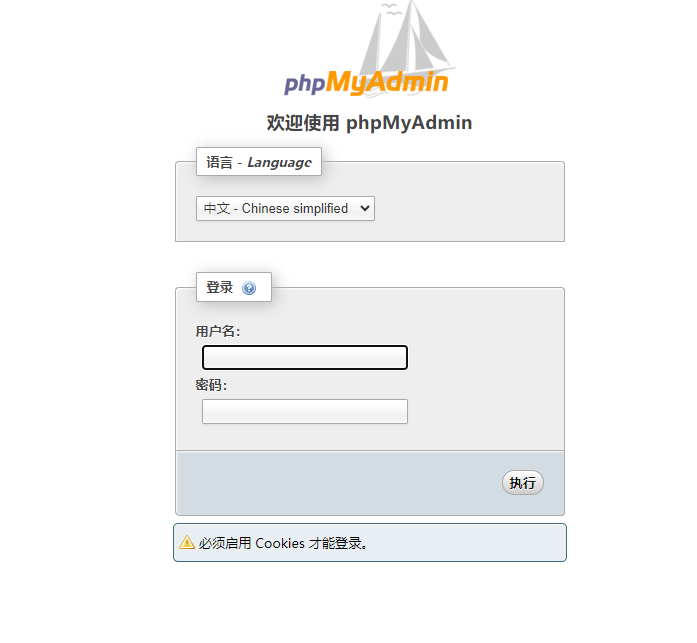 phpMyAdmin
欢迎使用 phpMyAdmin
语言 - Language
中文 - Chinese simplified
登录
用户名：
密码：
执行
必须启用 Cookies 才能登录。